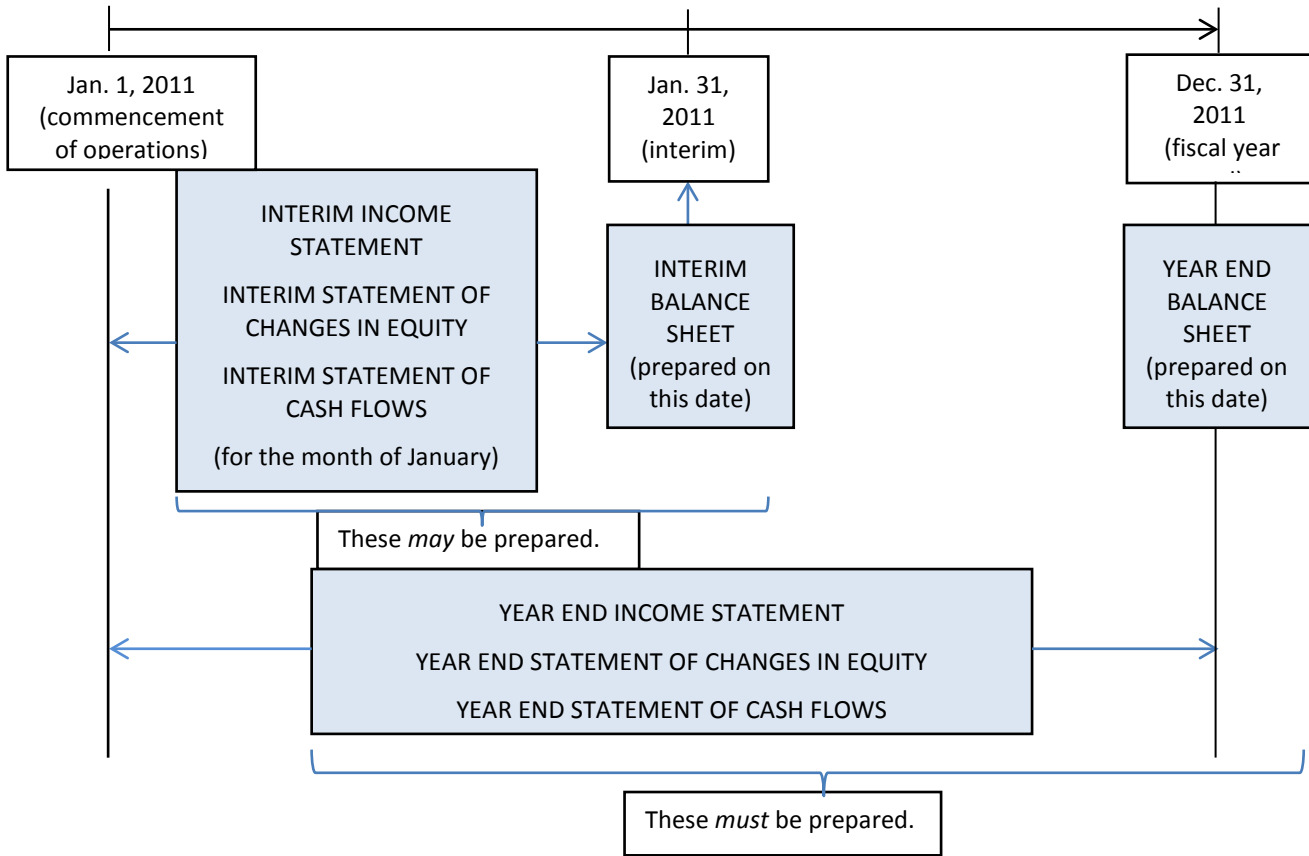 Jan. 1, 2011
(commencement
of operations)
Jan. 31,
2011
(interim)
Dec. 31,
2011
(fiscal year
INTERIM INCOME
STATEMENT
INTERIM STATEMENT OF
CHANGES IN EQUITY
INTERIM STATEMENT OF
CASH FLOWS
(for the month of January)
INTERIM
BALANCE
SHEET
(prepared on
this date)
YEAR END
BALANCE
SHEET
(prepared on
this date)
These may be prepared.
YEAR END INCOME STATEMENT
YEAR END STATEMENT OF CHANGES IN EQUITY
YEAR END STATEMENT OF CASH FLOWS
These must be prepared.